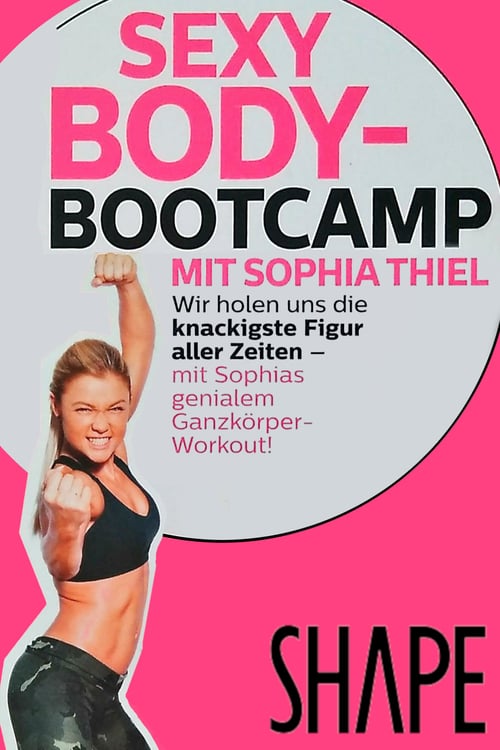 SEXY
BODY-
BOOTCAMP
MIT SOPHIA THIEL
Wir holen uns die
knackigste Figur
aller Zeiten –
mit Sophias
genialem
Ganzkörper-
Workout!
SHAPE